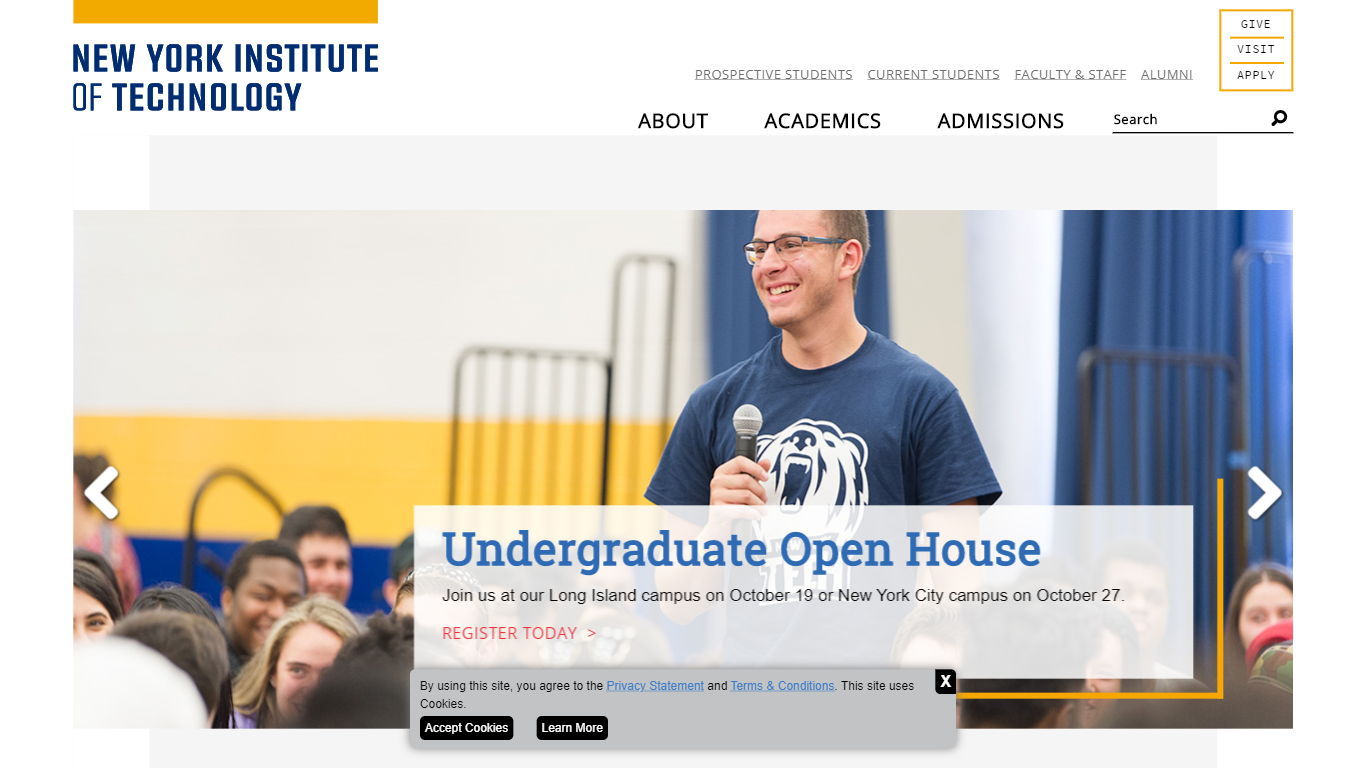 NEW YORK INSTITUTE
OF TECHNOLOGY
GIVE
VISIT
APPLY
PROSPECTIVE STUDENTS CURRENT STUDENTS FACULTY & STAFF ALUMNI
ABOUT ACADEMICS ADMISSIONS Search
Undergraduate Open House
Join us at our Long Island campus on October 19 or New York City campus on October 27.
REGISTER TODAY >
By using this site, you agree to the Privacy Statement and Terms & Conditions. This site uses
Cookies.
X
Accept Cookies Learn More